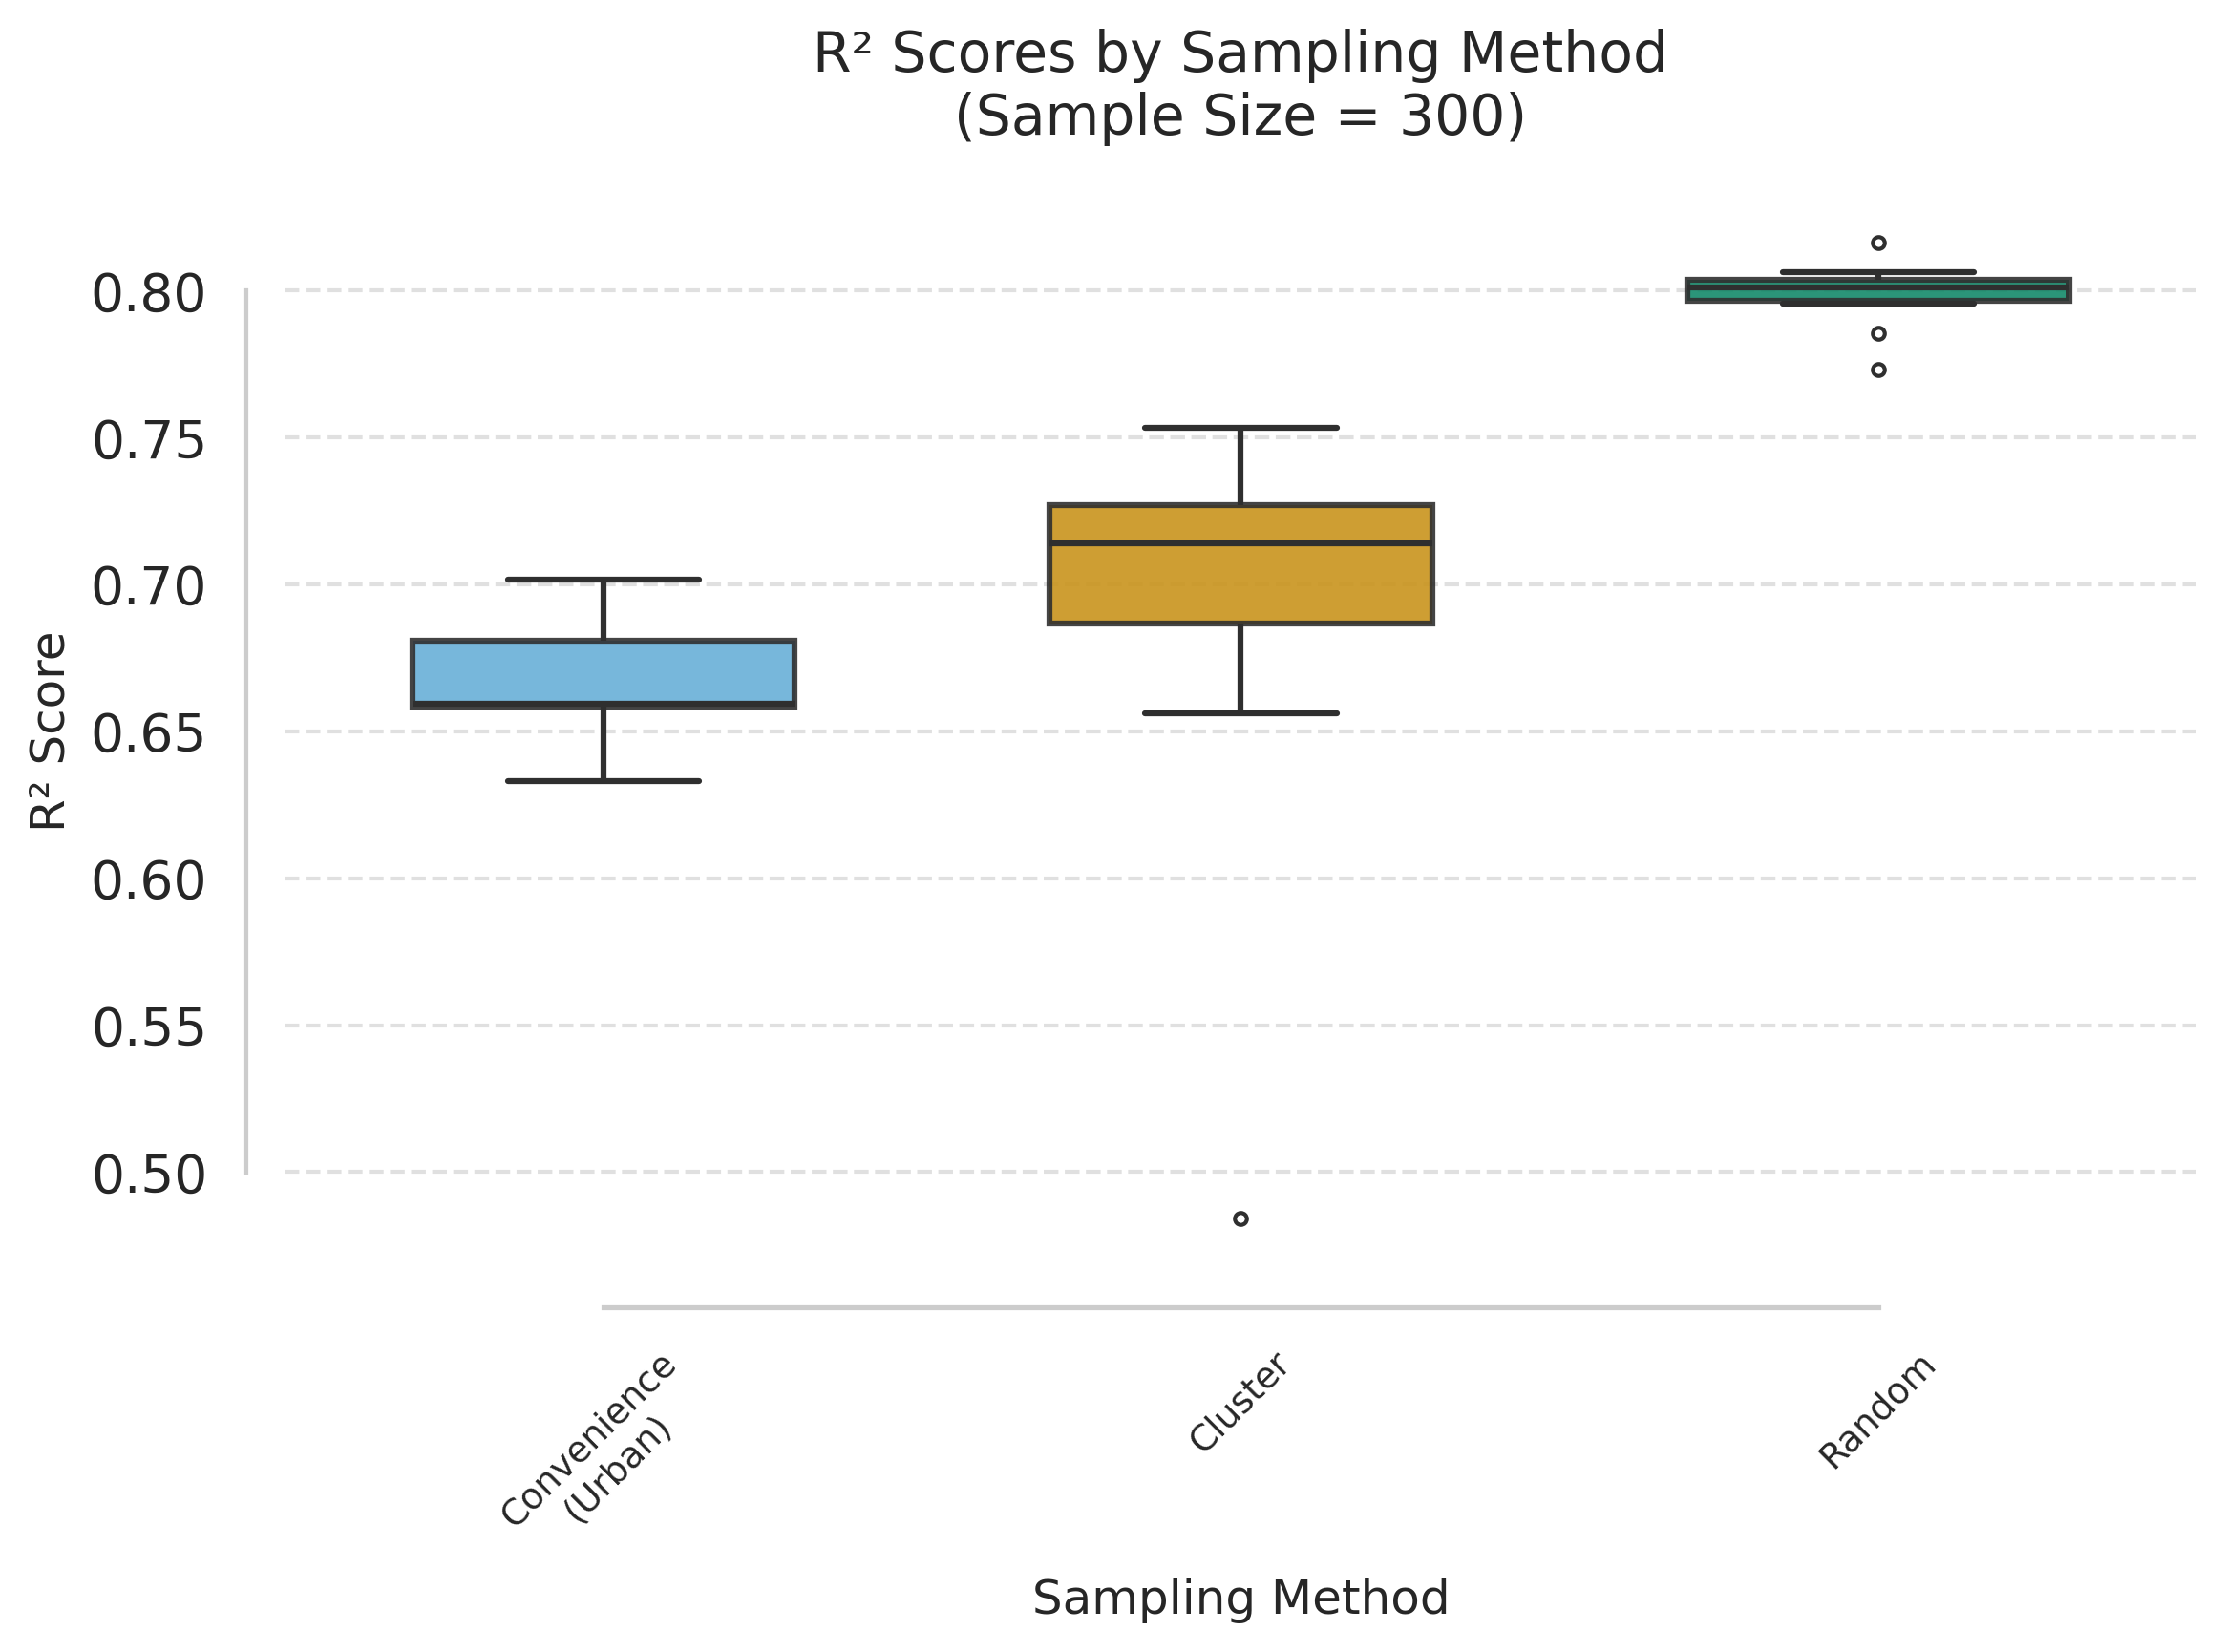 R² Scores by Sampling Method
(Sample Size = 300)
0.80
0.75
0.70
0.65
0.60
0.55
0.50
R² Score
Convenience
(Urban)
Cluster
Random
Sampling Method